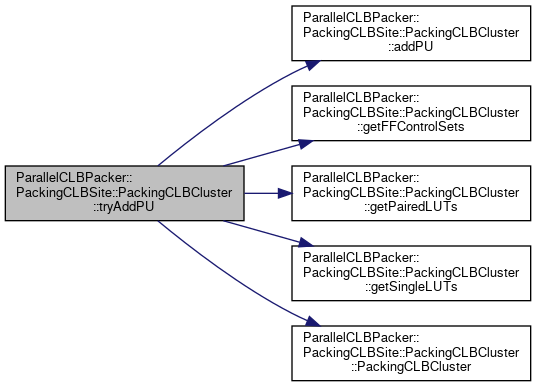 ParallelCLBPacker::
PackingCLBSite::PackingCLBCluster
::tryAddPU
ParallelCLBPacker::
PackingCLBSite::PackingCLBCluster
::addPU
ParallelCLBPacker::
PackingCLBSite::PackingCLBCluster
::getFFControlSets
ParallelCLBPacker::
PackingCLBSite::PackingCLBCluster
::getPairedLUTs
ParallelCLBPacker::
PackingCLBSite::PackingCLBCluster
::getSingleLUTs
ParallelCLBPacker::
PackingCLBSite::PackingCLBCluster
::PackingCLBCluster